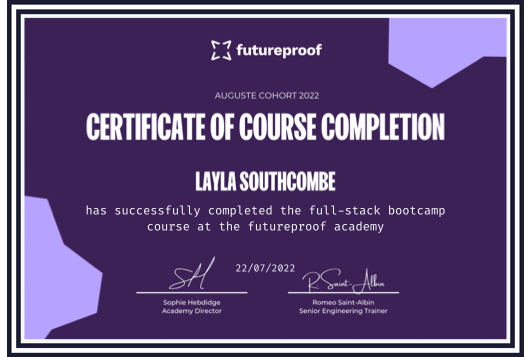 futureproof
AUGUSTE COHORT 2022
CERTIFICATE OF COURSE COMPLETION
LAYLA SOUTHCOMBE
has successfully completed the full-stack bootcamp
course at the futureproof academy
22/07/2022
SH
R Saint-Albin
Sophie Hebdidge
Academy Director
Romeo Saint-Albin
Senior Engineering Trainer